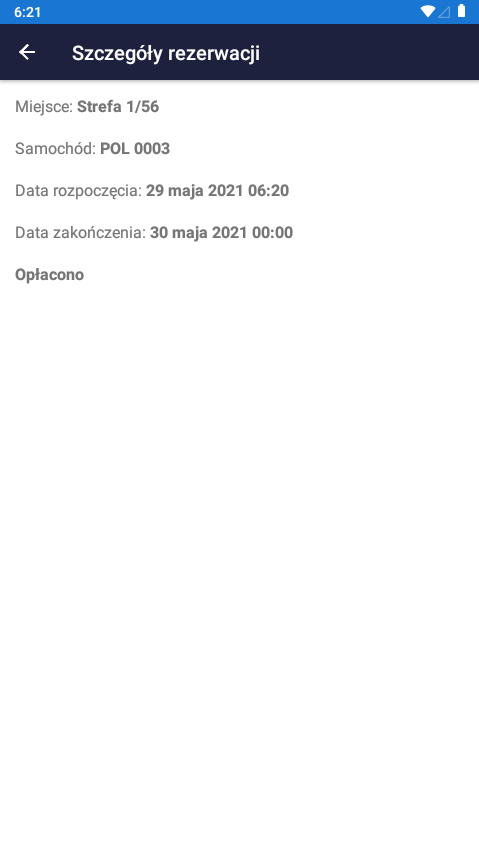 6:21
Szczegóły rezerwacji
Miejsce: Strefa 1/56
Samochód: POL 0003
Data rozpoczęcia: 29 maja 2021 06:20
Data zakończenia: 30 maja 2021 00:00
Opłacono